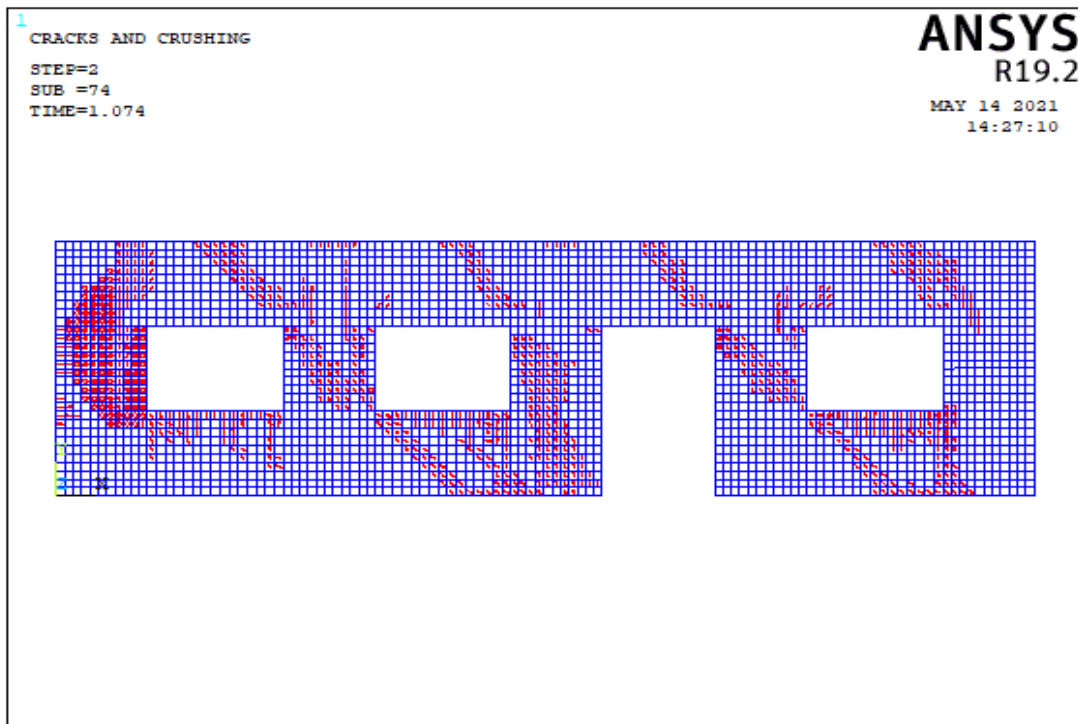 1
CRACKS AND CRUSHING
STEP=2
SUB =74
TIME=1.074
ANSYS
R19.2
MAY 14 2021
14:27:10
Y
X